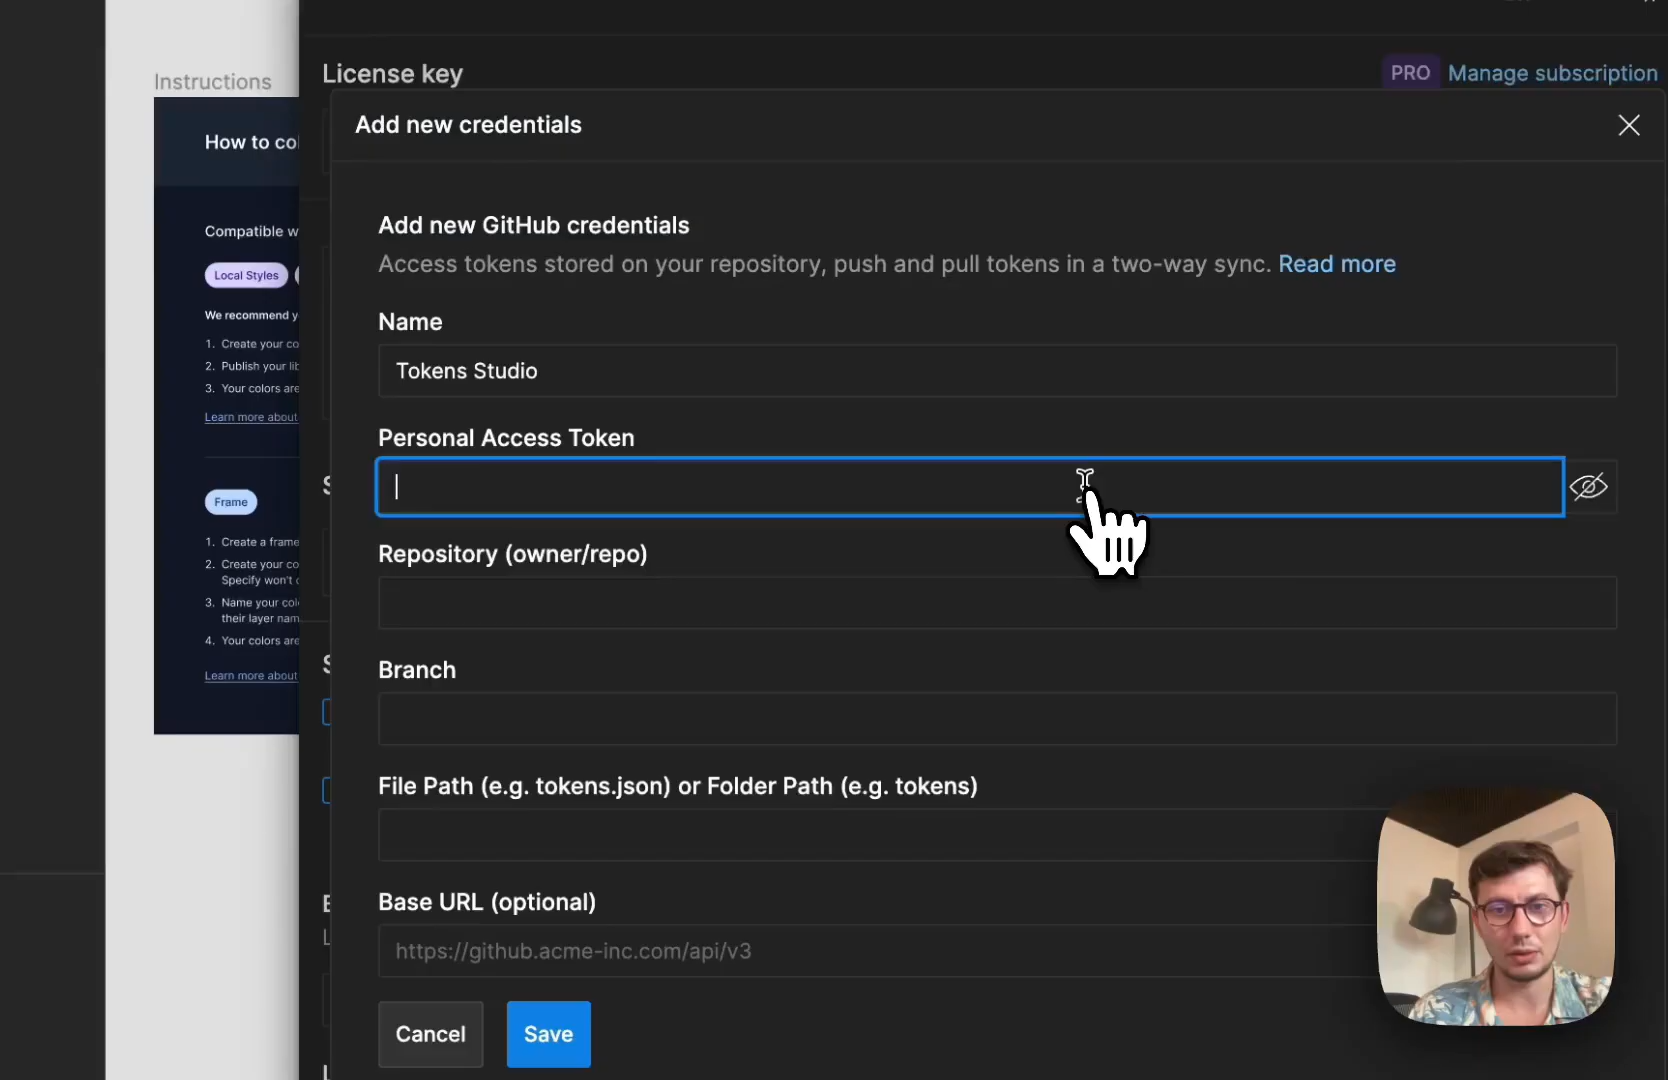 Instructions
How to co
Compatible w
Local Styles
We recommend y
1. Create your co
2. Publish your lib
3. Your colors are
Learn more about
Frame
1. Create a frame
2. Create your co
Specify won't c
3. Name your col
their layer nam
4. Your colors are
Learn more about
License key
PRO
Manage subscription
Add new credentials
Add new GitHub credentials
Access tokens stored on your repository, push and pull tokens in a two-way sync. Read more
Name
Tokens Studio
Personal Access Token
Repository (owner/repo)
Branch
File Path (e.g. tokens.json) or Folder Path (e.g. tokens)
Base URL (optional)
https://github.acme-inc.com/api/v3
Cancel
Save